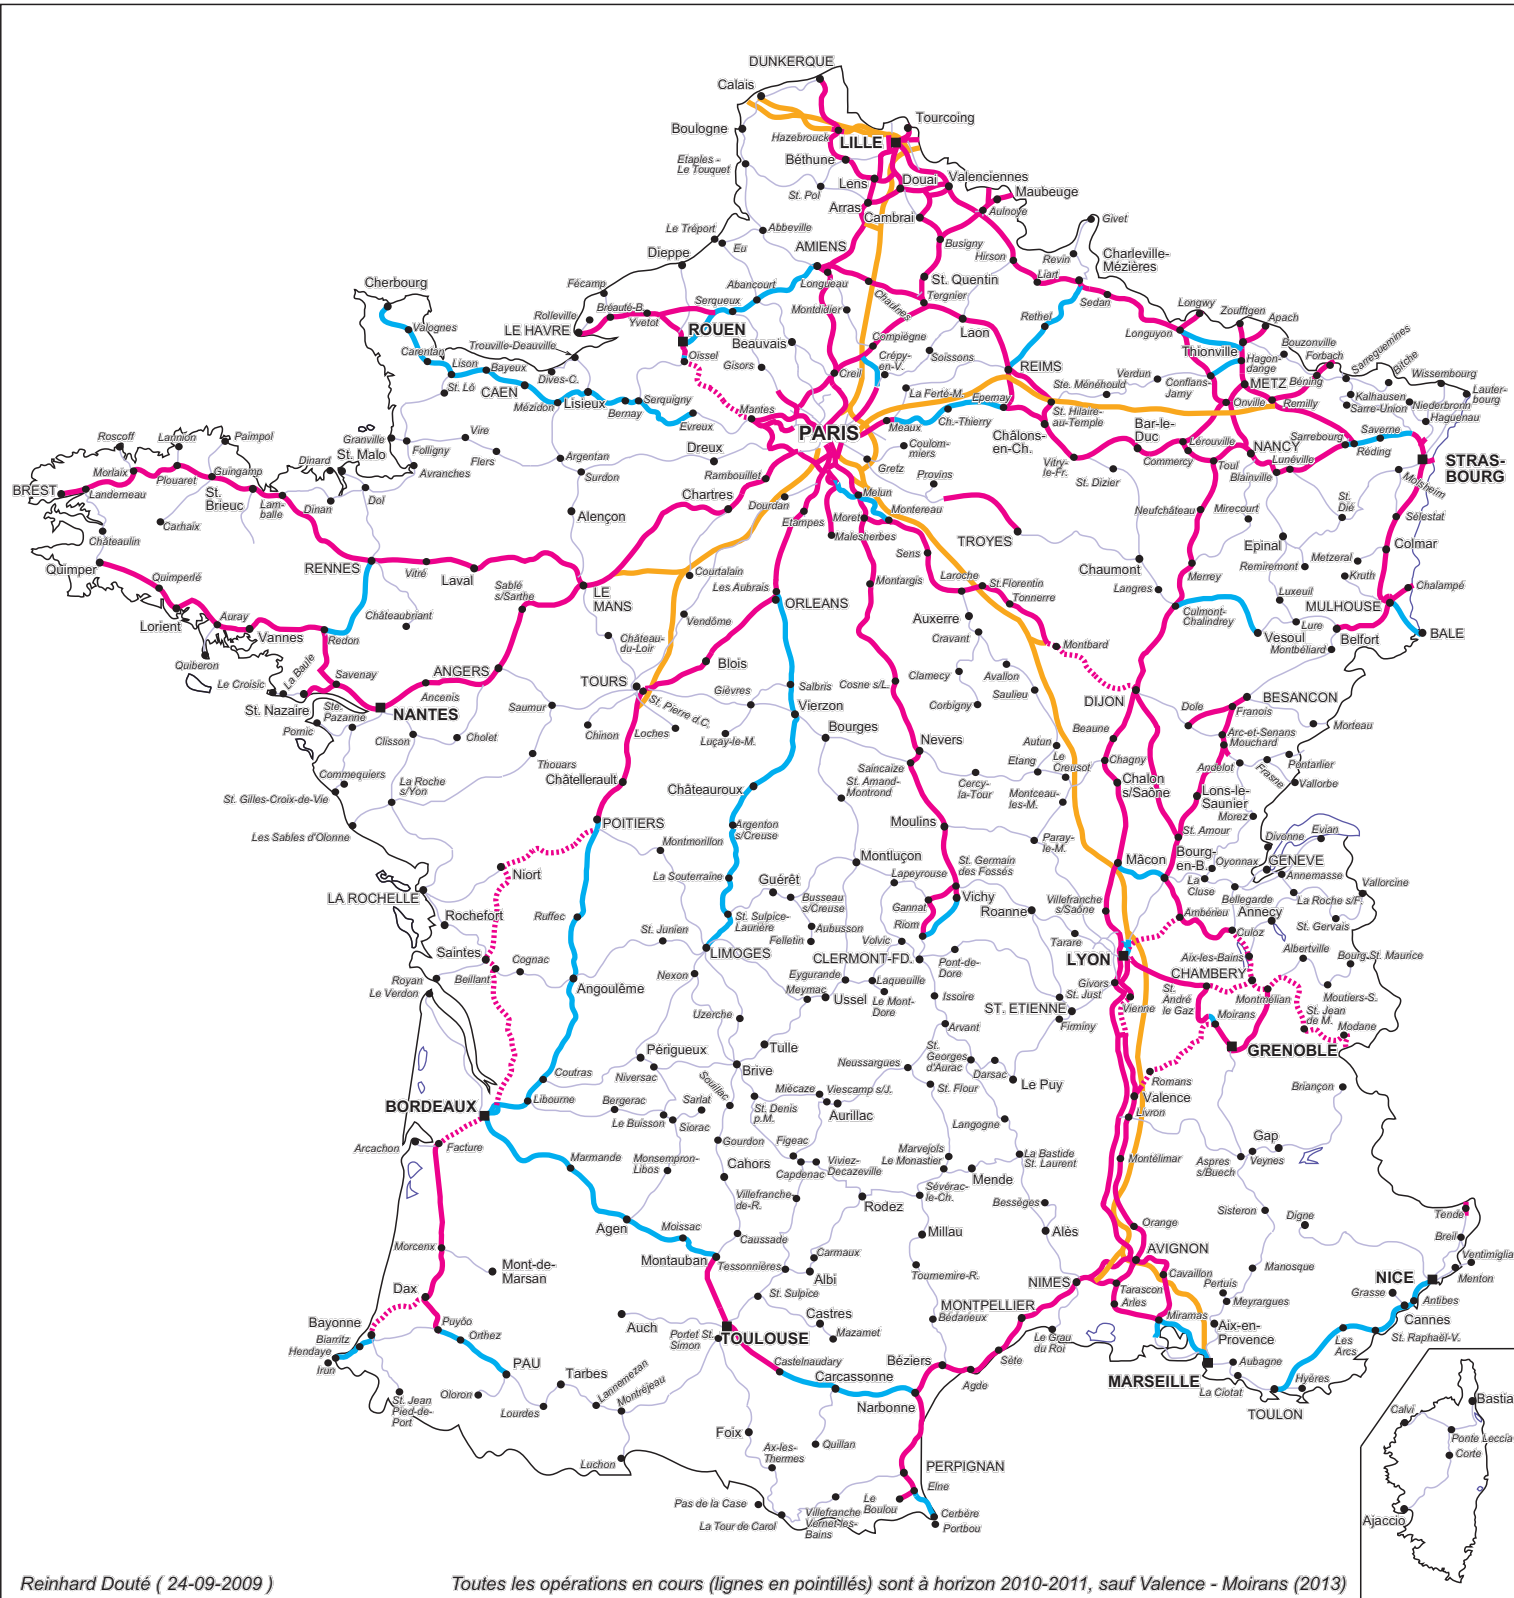 DUNKERQUE
Calais
Tourcoing
Boulogne
Hazebrouck
LILLE
Etaples -
Le Touquet
Béthune
Lens
Douai
Valenciennes
St. Pol
Maubeuge
Arras
Cambrai
Aulnoye
Givet
Le Tréport
Abbeville
Eu
AMIENS
Busigny
Hirson
Revin
Charleville-
Mézières
Dieppe
Longueau
St. Quentin
Liart
Cherbourg
Fécamp
Abancourt
Chaulnes
Tergnier
Sedan
Longwy
Zoufftgen
Apach
Rolleville
Bréauté-B.
Serqueux
Montdidier
Rethel
Valognes
LE HAVRE
Yvetot
ROUEN
Compiègne
Laon
Longuyon
Bouzonville
Carentan
Trouville-Deauville
Beauvais
Thionville
Forbach
Sarreguemines
Bitche
Lison
Bayeux
Oissel
Gisors
Crépy-
en-V.
Soissons
REIMS
Hagon-
dange
Wissembourg
St. Lô
CAEN
Dives-C.
Creil
Ste. Ménéhould
Verdun
Conflans-
Jarny
METZ
Béning
Kalhausen
Lauter-
bourg
Mézidon
Lisieux
Bernay
Serquigny
Evreux
Mantes
La Ferté-M.
Epernay
St. Hilaire-
au-Temple
Onville
Remilly
Sarre-Union
Niederbronn
Haguenau
PARIS
Meaux
Ch.-Thierry
Châlons-
en-Ch.
Bar-le-
Duc
Lérouville
NANCY
Sarrebourg
Saverne
Roscoff
Lannion
Paimpol
Granville
Vire
Folligny
Dreux
Coulom-
miers
Commercy
Toul
Lunéville
Réding
STRAS-
BOURG
Morlaix
Plouaret
Guingamp
Dinard
St. Malo
Flers
Argentan
Surdon
Avranches
Rambouillet
Gretz
Provins
Vitry-
le-Fr.
St. Dizier
Blainville
Molsheim
BREST
Landerneau
St.
Brieuc
Lam-
balle
Dinan
Dol
Chartres
Dourdan
Melun
Montereau
Neufchâteau
Mirecourt
St.
Dié
Sélestat
Carhaix
Alençon
Etampes
Moret
Malesherbes
TROYES
Epinal
Colmar
Châteaulin
Quimper
RENNES
Vitré
Laval
Sens
Chaumont
Merrey
Remiremont
Metzeral
Kruth
Quimperlé
Sablé
s/Sarthe
LE
MANS
Courtalain
Les Aubrais
Montargis
Laroche
St.Florentin
Tonnerre
Langres
Luxeuil
MULHOUSE
Chalampé
Lorient
Auray
Vannes
Châteaubriant
Redon
ORLEANS
Vendôme
Auxerre
Culmont-
Chalindrey
Vesoul
Lure
Belfort
BALE
Château-
du-Loir
Cravant
Montbard
Montbéliard
Quiberon
Le Croisic
La Baule
Savenay
ANGERS
Blois
Cosne s/L.
Clamecy
Avallon
Saulieu
DIJON
BESANCON
Ancenis
TOURS
Gièvres
Salbris
Corbigny
Dole
Franois
St. Nazaire
Ste.
Pazanne
NANTES
Saumur
St. Pierre d.C.
Vierzon
Bourges
Beaune
Arc-et-Senans
Mouchard
Morteau
Pornic
Clisson
Cholet
Chinon
Loches
Luçay-le-M.
Nevers
Autun
Etang
Le
Creusot
Chagny
Andelot
Frasne
Pontarlier
Vallorbe
Commequiers
La Roche
s/Yon
Thouars
Châtellerault
Châteauroux
Saincaize
St. Amand-
Montrond
Cercy-
la-Tour
Montceau-
les-M.
Chalon
s/Saône
Lons-le-
Saunier
Morez
St. Gilles-Croix-de-Vie
Les Sables d'Olonne
POITIERS
Argenton
s/Creuse
Moulins
Paray-
le-M.
St. Amour
Divonne
Evian
Niort
Montmorillon
La Souterraine
Guéret
Montluçon
St. Germain
des Fossés
Mâcon
Bourg-
en-B.
Oyonnax
GENEVE
Annemasse
LA ROCHELLE
Busseau
s/Creuse
Lapeyrouse
Gannat
Vichy
Villefranche
s/Saône
La
Cluse
Bellegarde
La Roche s/F.
Vallorcine
Rochefort
Ruffec
St. Sulpice-
Laurière
Aubusson
Riom
Roanne
Ambérieu
Annecy
St. Gervais
Saintes
Cognac
St. Junien
LIMOGES
Felletin
Volvic
CLERMONT-FD.
Tarare
LYON
Culoz
Albertville
Bourg St. Maurice
Royan
Le Verdon
Beillant
Angoulême
Nexon
Eygurande
Meymac
Ussel
Laqueuille
Le Mont-
Dore
Pont-de-
Dore
Aix-les-Bains
CHAMBERY
Montmélian
Moutiers-S.
Issoire
ST. ETIENNE
Givors
St. Just
Firminy
Vienne
St.
André
le Gaz
Moirans
St. Jean
de M.
Modane
Uzerche
Arvant
GRENOBLE
Périgueux
Tulle
Brive
Neussargues
St.
Georges
d'Aurac
Darsac
Le Puy
Romans
Briançon
Coutras
Niversac
Souillac
Miécaze
Viescamp s/J.
Aurillac
St. Flour
Valence
Livron
BORDEAUX
Libourne
Bergerac
Le Buisson
Sarlat
Siorac
St. Denis
p.M.
Langogne
Gap
Veynes
Arcachon
Facture
Marmande
Monsempron-
Libos
Gourdon
Cahors
Figeac
Capdenac
Viviez-
Decazeville
Marvejols
Le Monastier
La Bastide
St. Laurent
Montélimar
Aspres
s/Buech
Mende
Villefranche-
de-R.
Rodez
Sévérac-
le-Ch.
Bessèges
Sisteron
Digne
Tende
Agen
Moissac
Montauban
Caussade
Millau
Alès
Orange
Breil
Morcenx
Tessonnières
Carmaux
Albi
Tournemire-R.
AVIGNON
Cavaillon
Manosque
Ventimiglia
Mont-de-
Marsan
NIMES
Tarascon
Pertuis
Meyrargues
NICE
Menton
Grasse
Antibes
Dax
Auch
St. Sulpice
Castres
Mazamet
MONTPELLIER
Bédarieux
Arles
Miramas
Cannes
Bayonne
Biarritz
Hendaye
Irun
Puyôo
Orthez
Portet St.
Simon
TOULOUSE
Le Grau
du Roi
Aix-en-
Provence
Les
Arcs
St. Raphaël-V.
PAU
Tarbes
Castelnaudary
Carcassonne
Béziers
Sète
Agde
MARSEILLE
Aubagne
La Ciotat
Hyères
TOULON
St. Jean
Pied-de-
Port
Oloron
Lourdes
Lannemezan
Montréjeau
Narbonne
Foix
Ax-les-
Thermes
Quillan
Luchon
PERPIGNAN
Elne
Pas de la Case
La Tour de Carol
Villefranche
Vernet-les-
Bains
Le
Boulou
Cerbère
Portbou
Bastia
Calvi
Ponte Leccia
Corte
Ajaccio
Reinhard Douté ( 24-09-2009 )
Toutes les opérations en cours (lignes en pointillés) sont à horizon 2010-2011, sauf Valence - Moirans (2013)